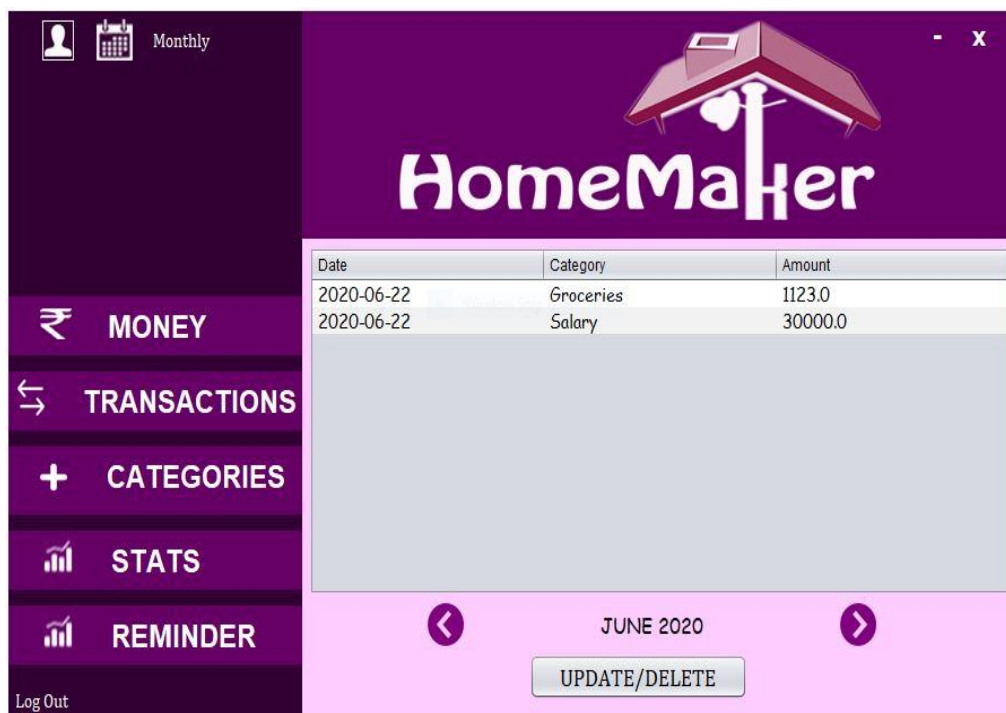 Monthly
- X
HomeMaker
Date Category Amount
2020-06-22 Groceries 1123.0
2020-06-22 Salary 30000.0
₹ MONEY
TRANSACTIONS
+ CATEGORIES
STATS
REMINDER
Log Out
JUNE 2020
UPDATE/DELETE